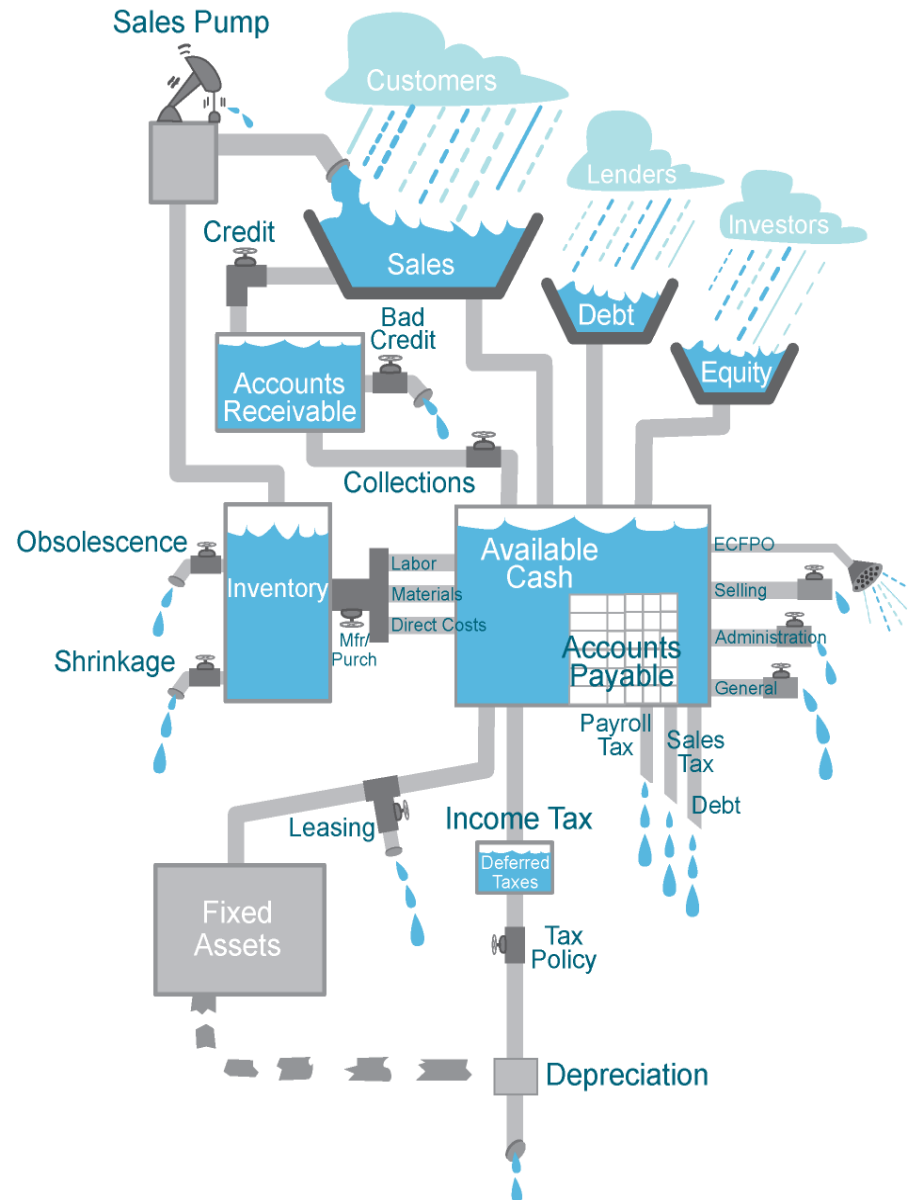 Sales Pump
Customers
Lenders
Investors
Credit
Sales
Bad
Credit
Debt
Equity
Accounts
Receivable
Collections
Obsolescence
Inventory
Shrinkage
Labor
Materials
Direct Costs
Mfr/
Purch
Available
Cash
Accounts
Payable
ECFPO
Selling
Administration
General
Payroll
Tax
Sales
Tax
Debt
Leasing
Income Tax
Deferred
Taxes
Fixed
Assets
Tax
Policy
Depreciation